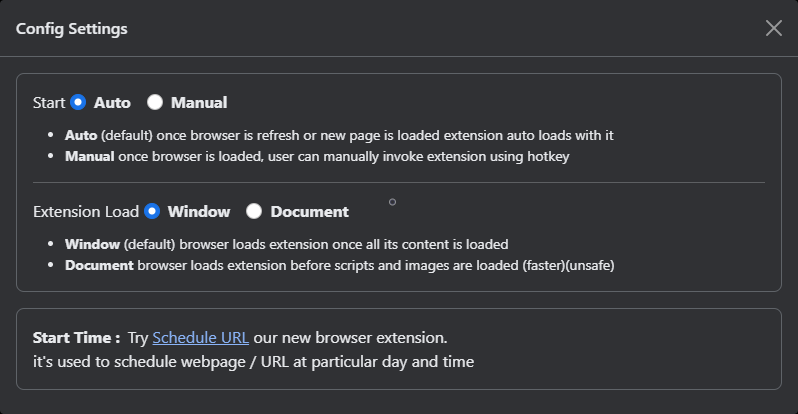 Config Settings
Start Auto Manual
Auto (default) once browser is refresh or new page is loaded extension auto loads with it
Manual once browser is loaded, user can manually invoke extension using hotkey
Extension Load Window Document
Window (default) browser loads extension once all its content is loaded
Document browser loads extension before scripts and images are loaded (faster)(unsafe)
Start Time : Try Schedule URL our new browser extension.
it's used to schedule webpage / URL at particular day and time